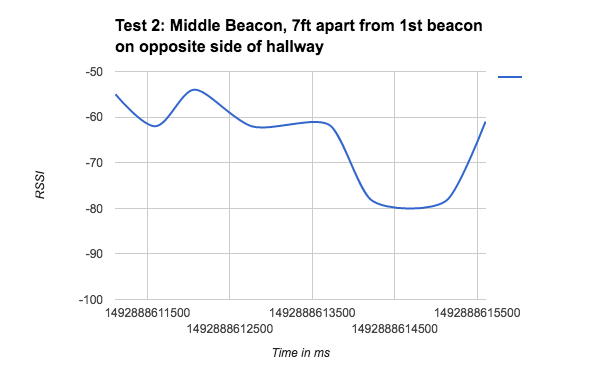 Test 2: Middle Beacon, 7ft apart from 1st beacon
on opposite side of hallway
-50
-60
-70
-80
-90
-100
RSSI
1492888611500
1492888612500
1492888613500
1492888614500
1492888615500
Time in ms